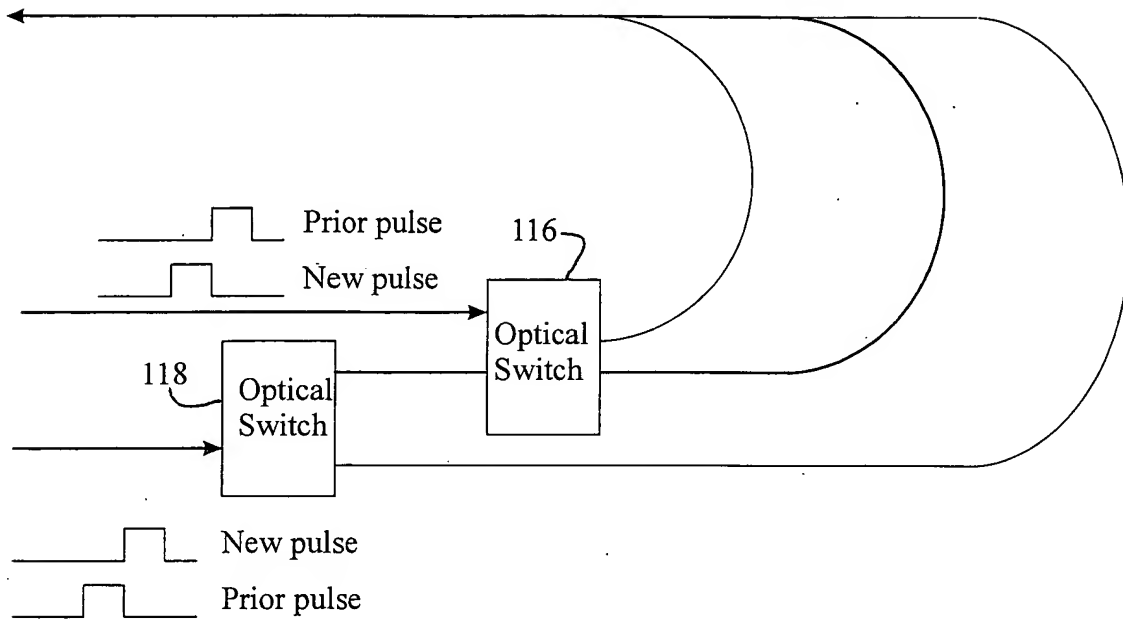 Prior pulse
116
New pulse
Optical
Switch
118
Optical
Switch
New pulse
Prior pulse